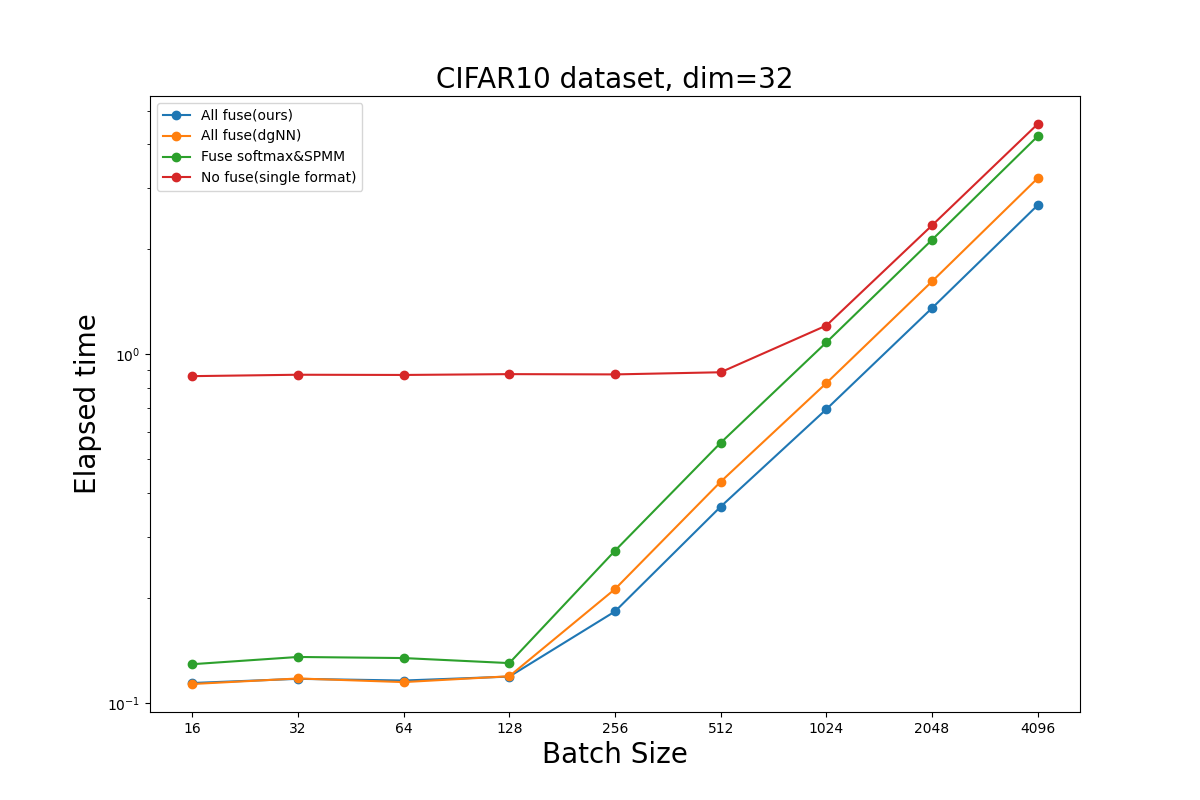 CIFAR10 dataset, dim=32
All fuse(ours)
All fuse(dgNN)
Fuse softmax&SPMM
No fuse(single format)
Elapsed time
10⁰
10⁻¹
16 32 64 128 256 512 1024 2048 4096
Batch Size